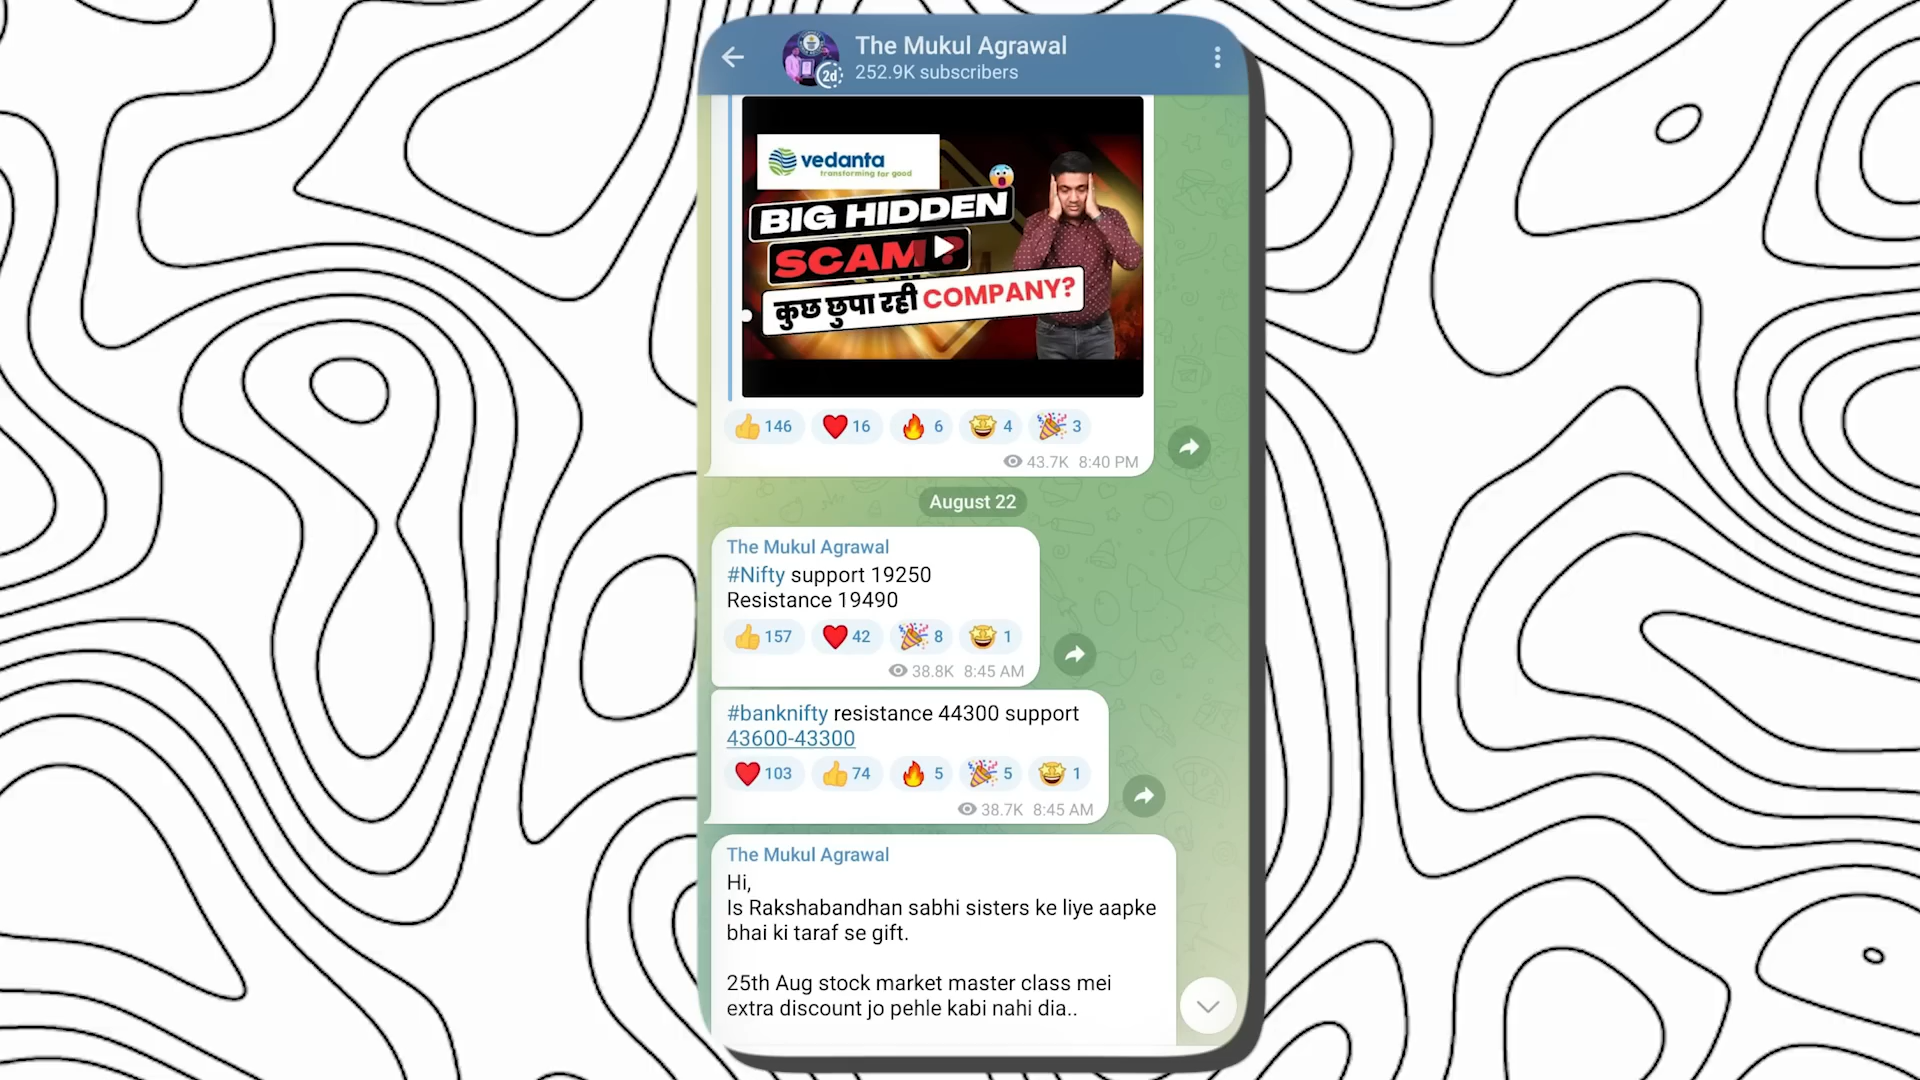 The Mukul Agrawal
2d
252.9K subscribers
vedanta
transforming for good
BIG HIDDEN
SCAM?
कुछ छुपा रही COMPANY?
146 16 6 4 3
43.7K 8:40 PM
August 22
The Mukul Agrawal
#Nifty support 19250
Resistance 19490
157 42 8 1
38.8K 8:45 AM
#banknifty resistance 44300 support
43600-43300
103 74 5 5 1
38.7K 8:45 AM
The Mukul Agrawal
Hi,
Is Rakshabandhan sabhi sisters ke liye aapke
bhai ki taraf se gift.
25th Aug stock market master class mei
extra discount jo pehle kabi nahi dia..